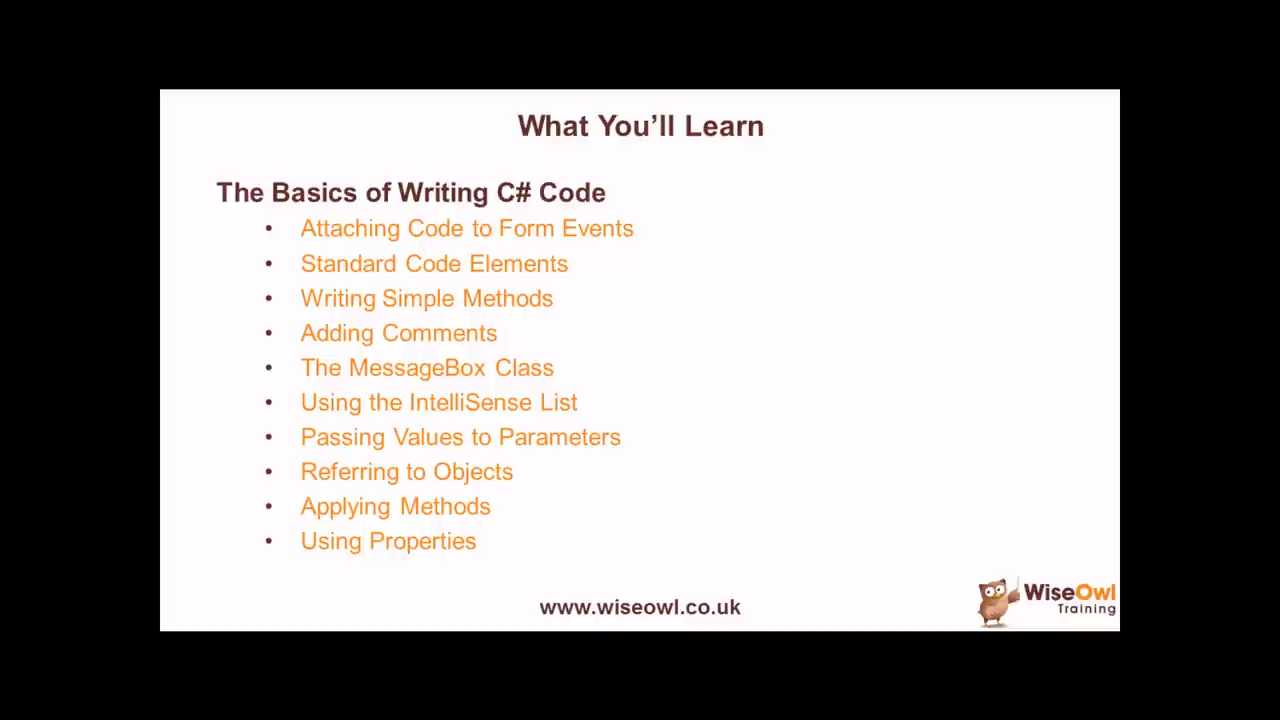 What You'll Learn
The Basics of Writing C# Code
• Attaching Code to Form Events
• Standard Code Elements
• Writing Simple Methods
• Adding Comments
• The MessageBox Class
• Using the IntelliSense List
• Passing Values to Parameters
• Referring to Objects
• Applying Methods
• Using Properties
www.wiseowl.co.uk
WiseOwl
Training